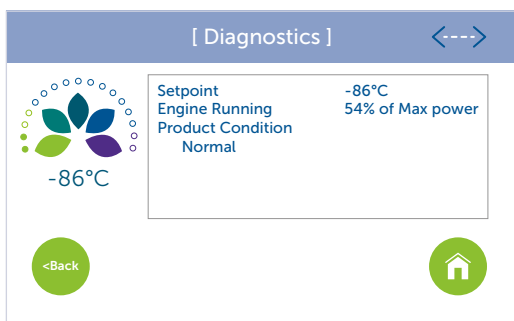 [ Diagnostics ]
<---->
Setpoint -86°C
Engine Running 54% of Max power
Product Condition
Normal
-86°C
<Back